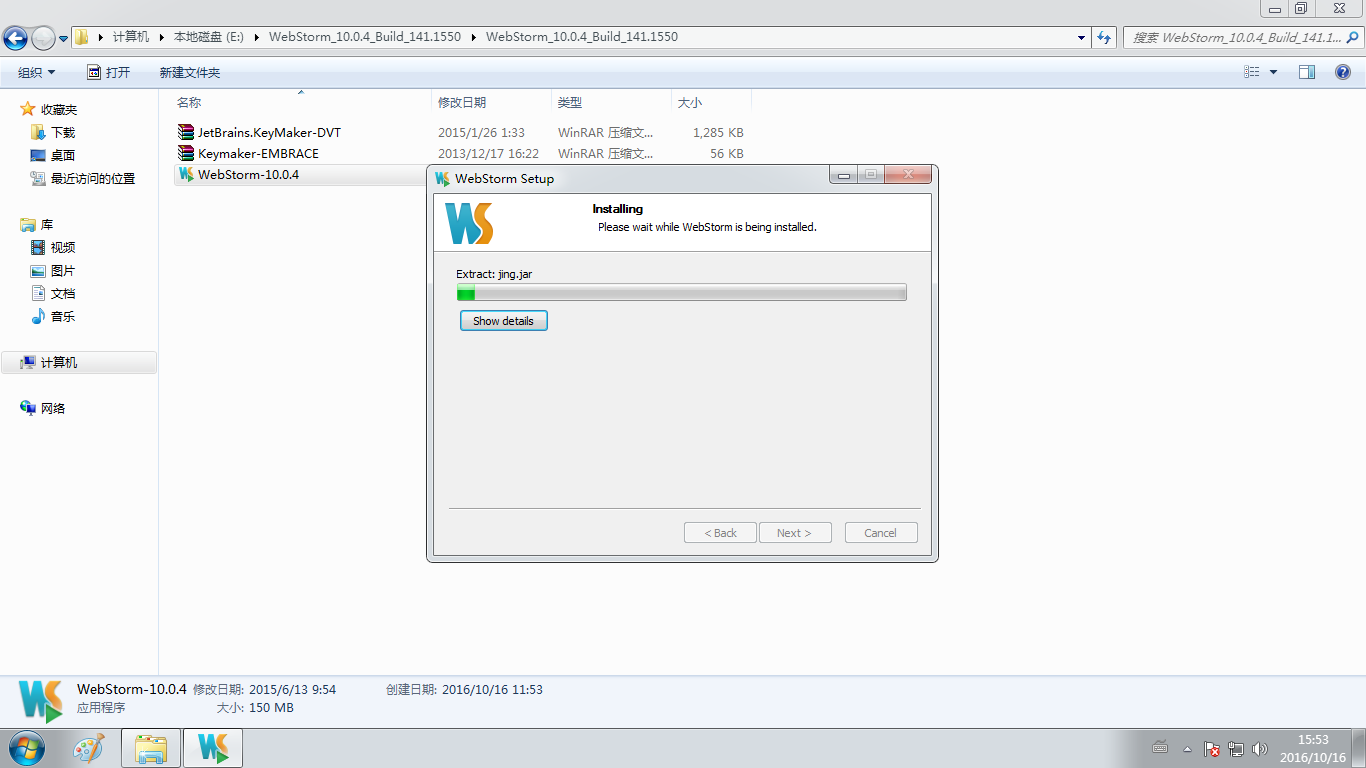 计算机 本地磁盘 (E:) WebStorm_10.0.4_Build_141.1550 WebStorm_10.0.4_Build_141.1550 搜索 WebStorm_10.0.4_Build_141.1...
组织 打开 新建文件夹
收藏夹
下载
桌面
最近访问的位置
库
视频
图片
文档
音乐
计算机
网络
名称 修改日期 类型 大小
JetBrains.KeyMaker-DVT 2015/1/26 1:33 WinRAR 压缩文... 1,285 KB
Keymaker-EMBRACE 2013/12/17 16:22 WinRAR 压缩文... 56 KB
WebStorm-10.0.4
WebStorm Setup
WS
Installing
Please wait while WebStorm is being installed.
Extract: jing.jar
Show details
< Back Next > Cancel
WS
WebStorm-10.0.4 修改日期: 2015/6/13 9:54 创建日期: 2016/10/16 11:53
应用程序 大小: 150 MB
WS
15:53
2016/10/16